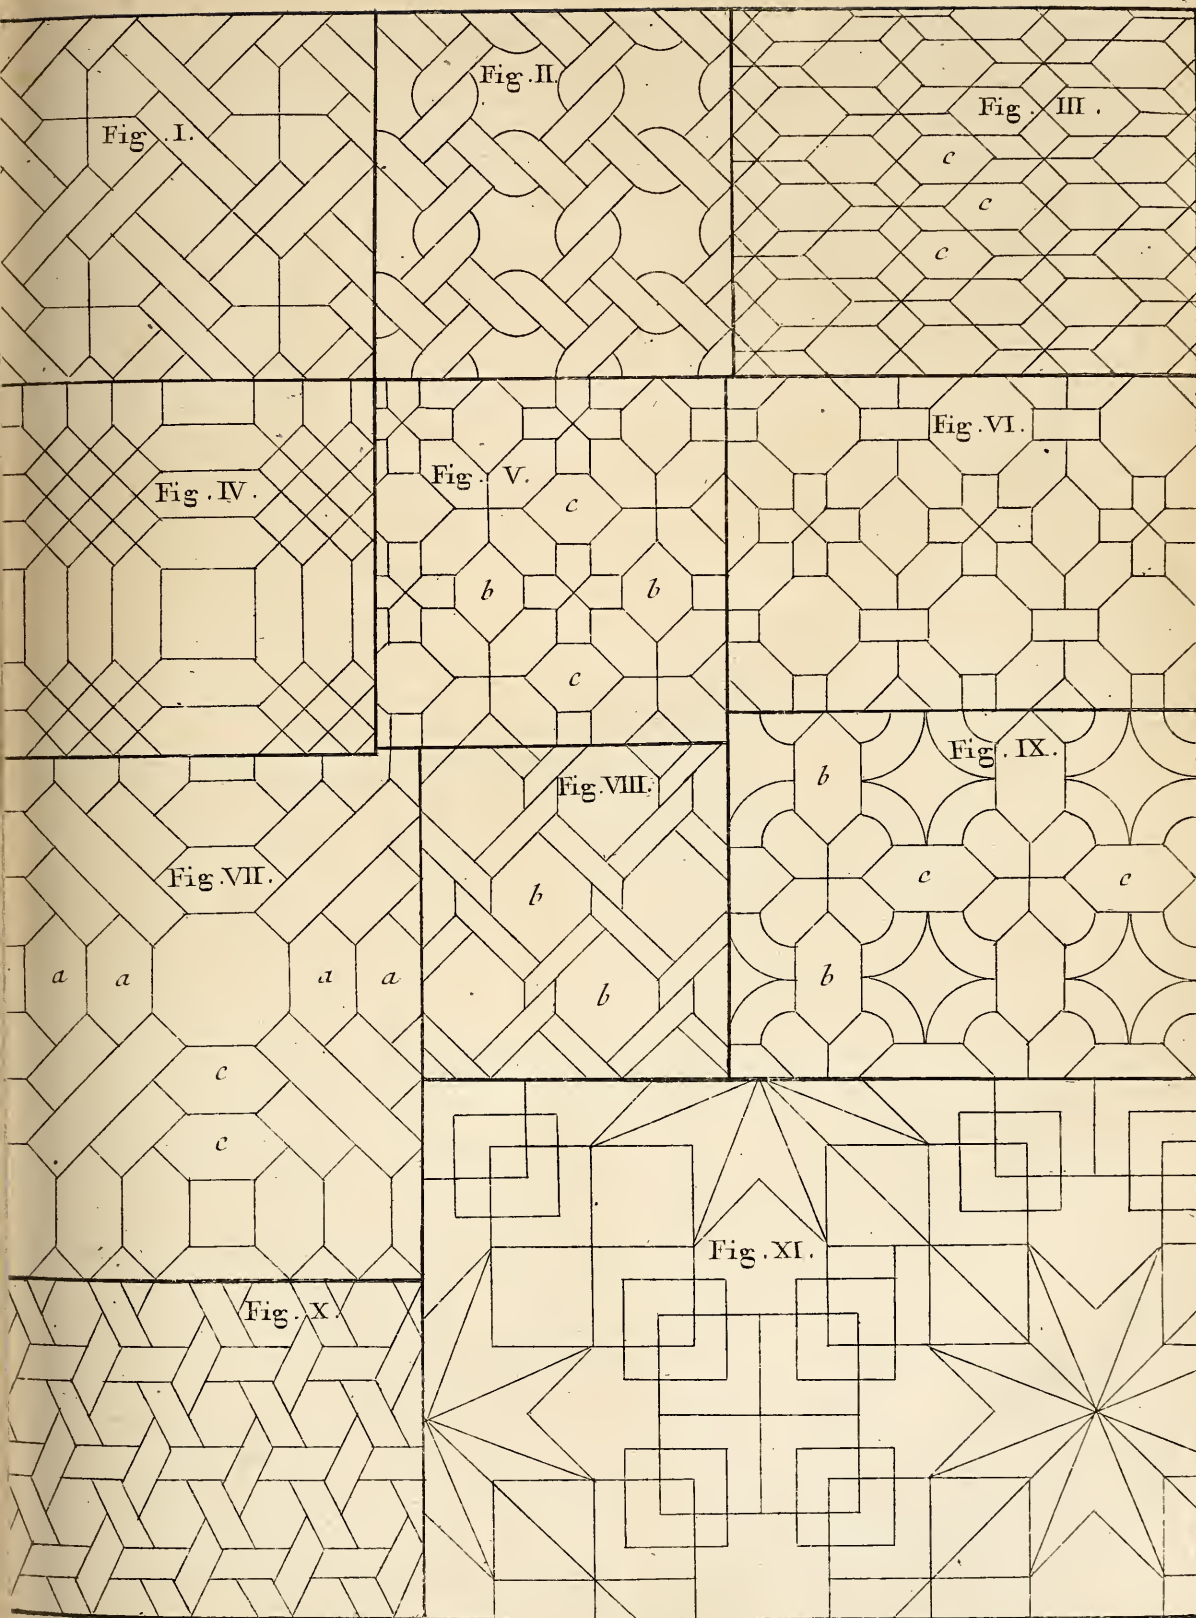 Fig. I.
Fig. II.
Fig. III.
c
c
c
Fig. IV.
Fig. V.
c
b
b
c
Fig. VI.
Fig. VII.
a
a
a
a
c
c
Fig. VIII.
b
b
Fig. IX.
b
c
c
b
Fig. X.
Fig. XI.